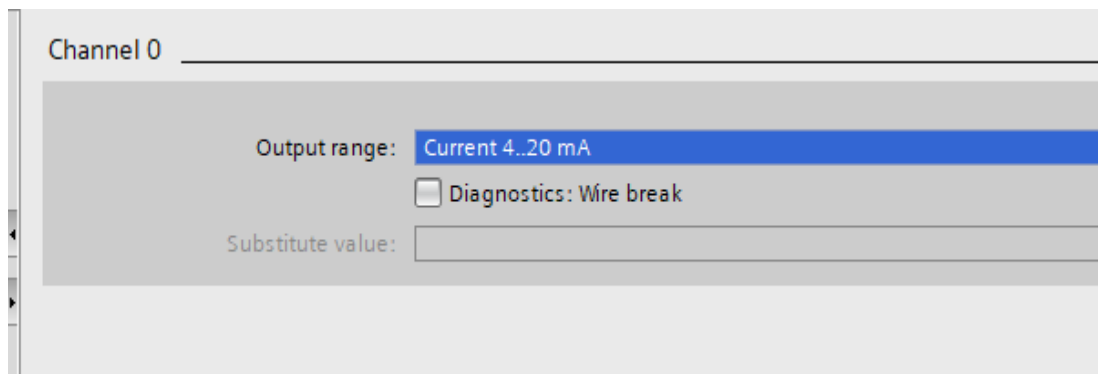 Channel 0
Output range: Current 4..20 mA
Diagnostics: Wire break
Substitute value: